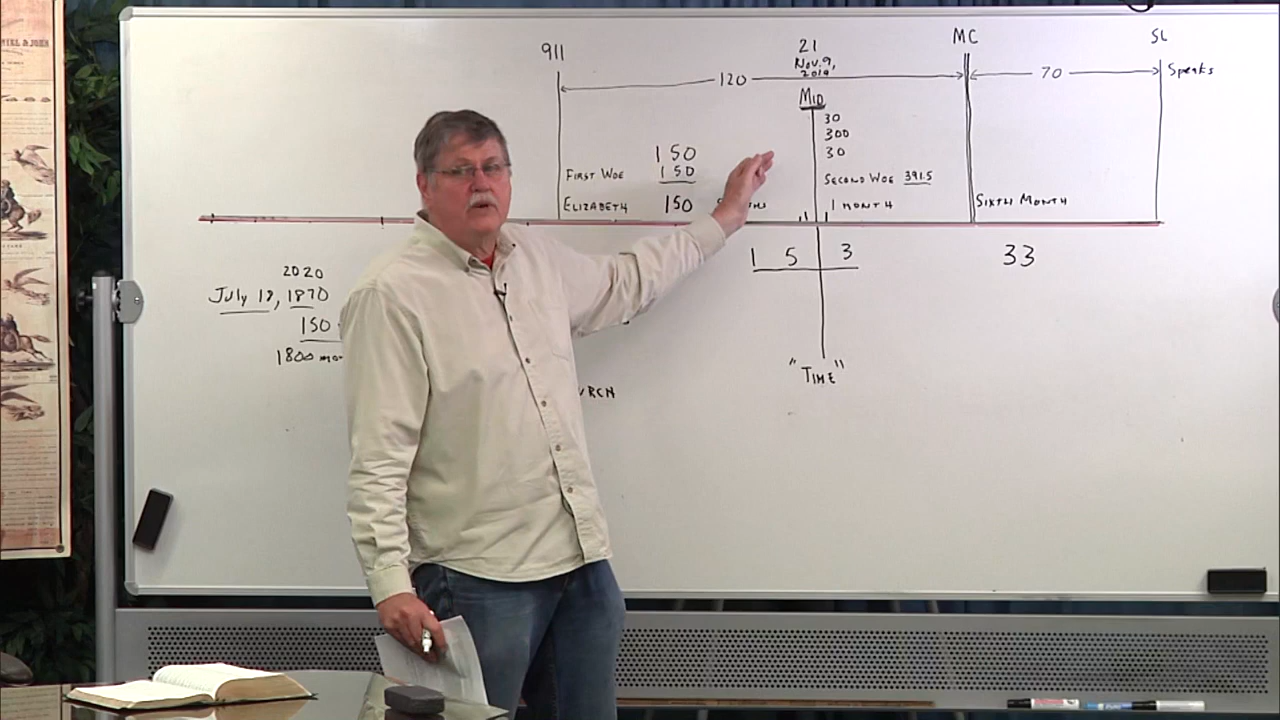 911
21
Nov. 9,
2019
MC
SL
120
70
Speaks
MID
30
300
30
150
150
FIRST WOE
SECOND WOE 391.5
ELIZABETH
150
1 MONTH
SIXTH MONTH
1 5 3
33
2020
July 18, 1870
150
1800 mo
"TIME"